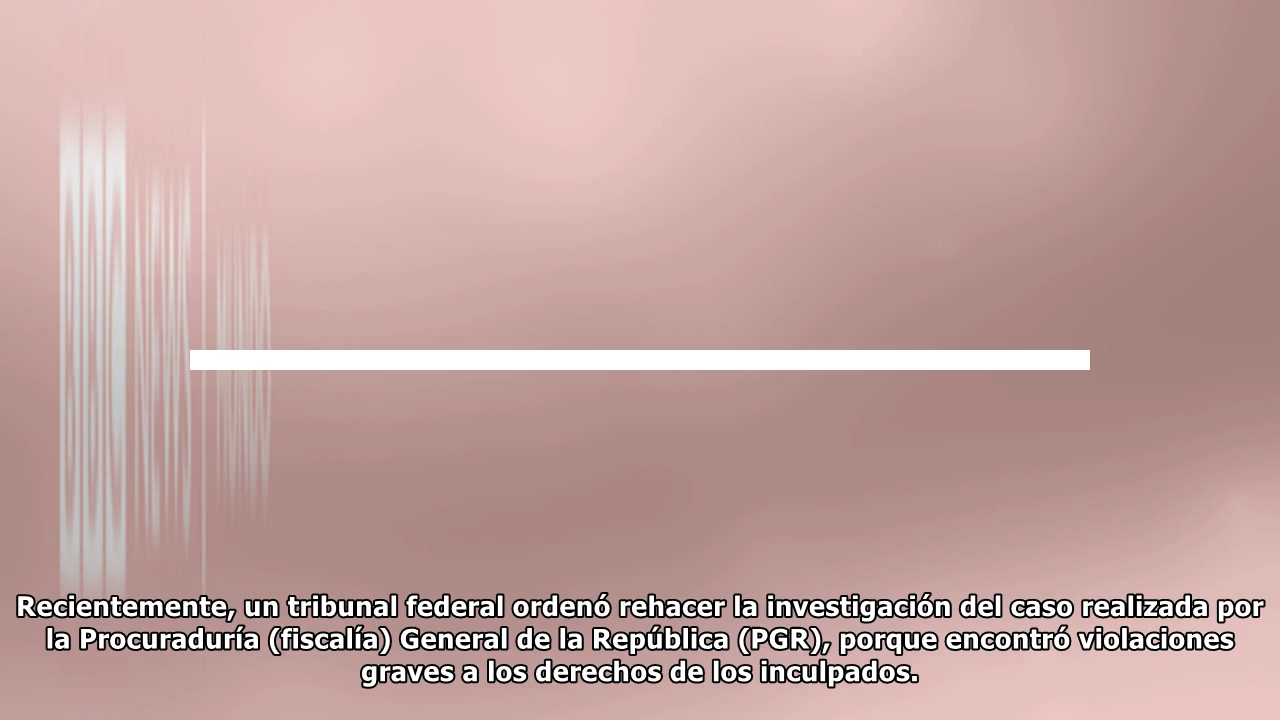 Recientemente, un tribunal federal ordenó rehacer la investigación del caso realizada por
la Procuraduría (fiscalía) General de la República (PGR), porque encontró violaciones
graves a los derechos de los inculpados.